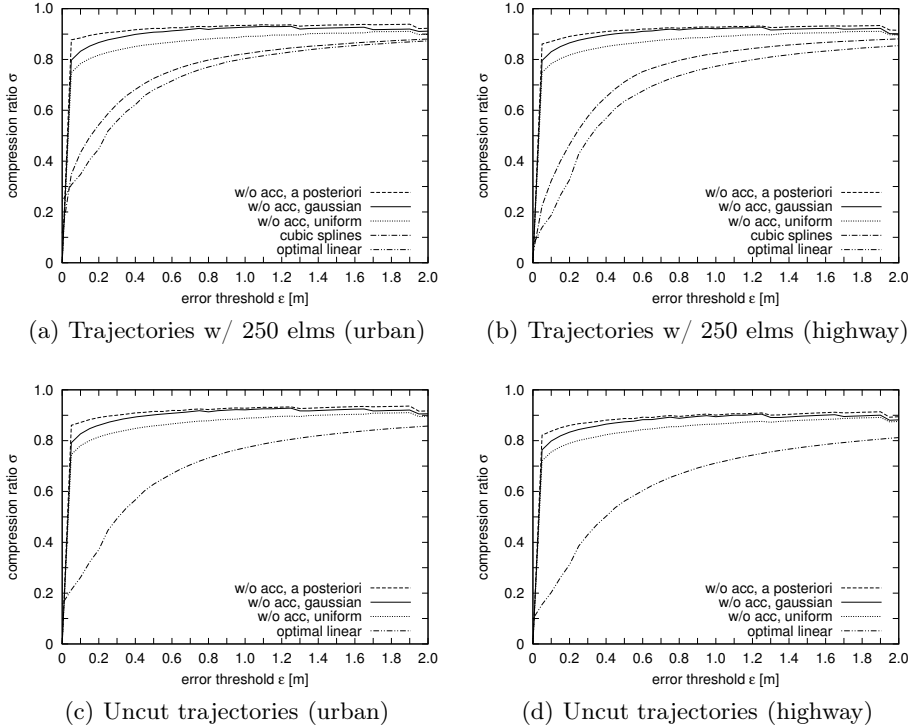 1.0
0.8
0.6
0.4
0.2
0
compression ratio σ
w/o acc, a posteriori
w/o acc, gaussian
w/o acc, uniform
cubic splines
optimal linear
0 0.2 0.4 0.6 0.8 1.0 1.2 1.4 1.6 1.8 2.0
error threshold ε [m]
(a) Trajectories w/ 250 elms (urban)
1.0
0.8
0.6
0.4
0.2
0
compression ratio σ
w/o acc, a posteriori
w/o acc, gaussian
w/o acc, uniform
cubic splines
optimal linear
0 0.2 0.4 0.6 0.8 1.0 1.2 1.4 1.6 1.8 2.0
error threshold ε [m]
(b) Trajectories w/ 250 elms (highway)
1.0
0.8
0.6
0.4
0.2
0
compression ratio σ
w/o acc, a posteriori
w/o acc, gaussian
w/o acc, uniform
optimal linear
0 0.2 0.4 0.6 0.8 1.0 1.2 1.4 1.6 1.8 2.0
error threshold ε [m]
(c) Uncut trajectories (urban)
1.0
0.8
0.6
0.4
0.2
0
compression ratio σ
w/o acc, a posteriori
w/o acc, gaussian
w/o acc, uniform
optimal linear
0 0.2 0.4 0.6 0.8 1.0 1.2 1.4 1.6 1.8 2.0
error threshold ε [m]
(d) Uncut trajectories (highway)